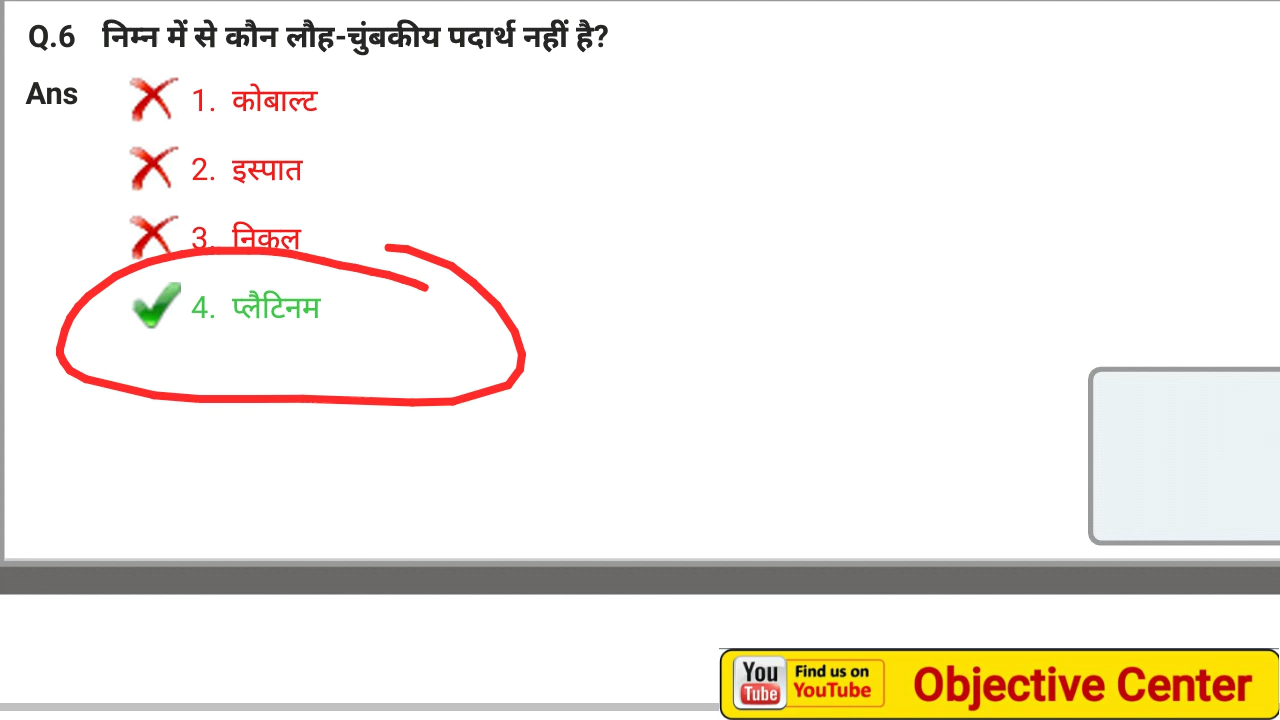 Q.6 निम्न में से कौन लौह-चुंबकीय पदार्थ नहीं है?
Ans
1. कोबाल्ट
2. इस्पात
3. निकल
4. प्लैटिनम
You Tube
Find us on YouTube
Objective Center